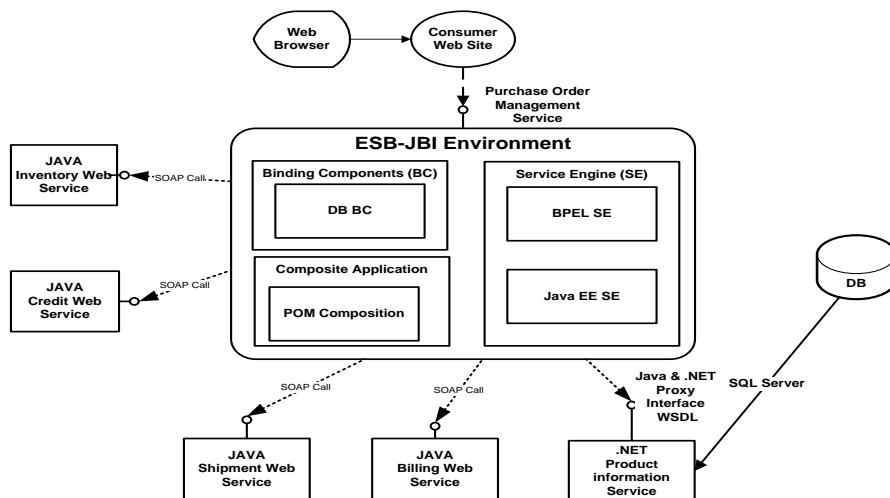 Web
Browser
Consumer
Web Site
Purchase Order
Management
Service
ESB-JBI Environment
JAVA
Inventory Web
Service
SOAP Call
Binding Components (BC)
DB BC
Service Engine (SE)
BPEL SE
JAVA
Credit Web
Service
SOAP Call
Composite Application
POM Composition
Java EE SE
DB
SOAP Call
SOAP Call
Java & .NET
Proxy
Interface
WSDL
SQL Server
JAVA
Shipment Web
Service
JAVA
Billing Web
Service
.NET
Product
information
Service